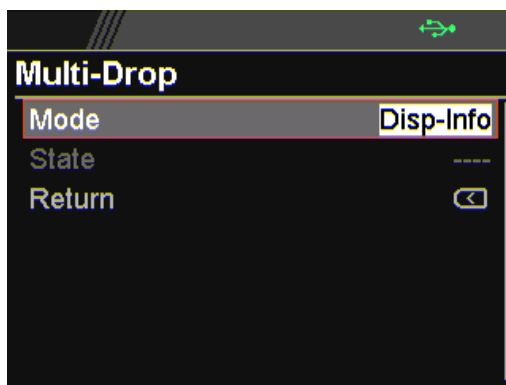 Multi-Drop
Mode Disp-Info
State ----
Return